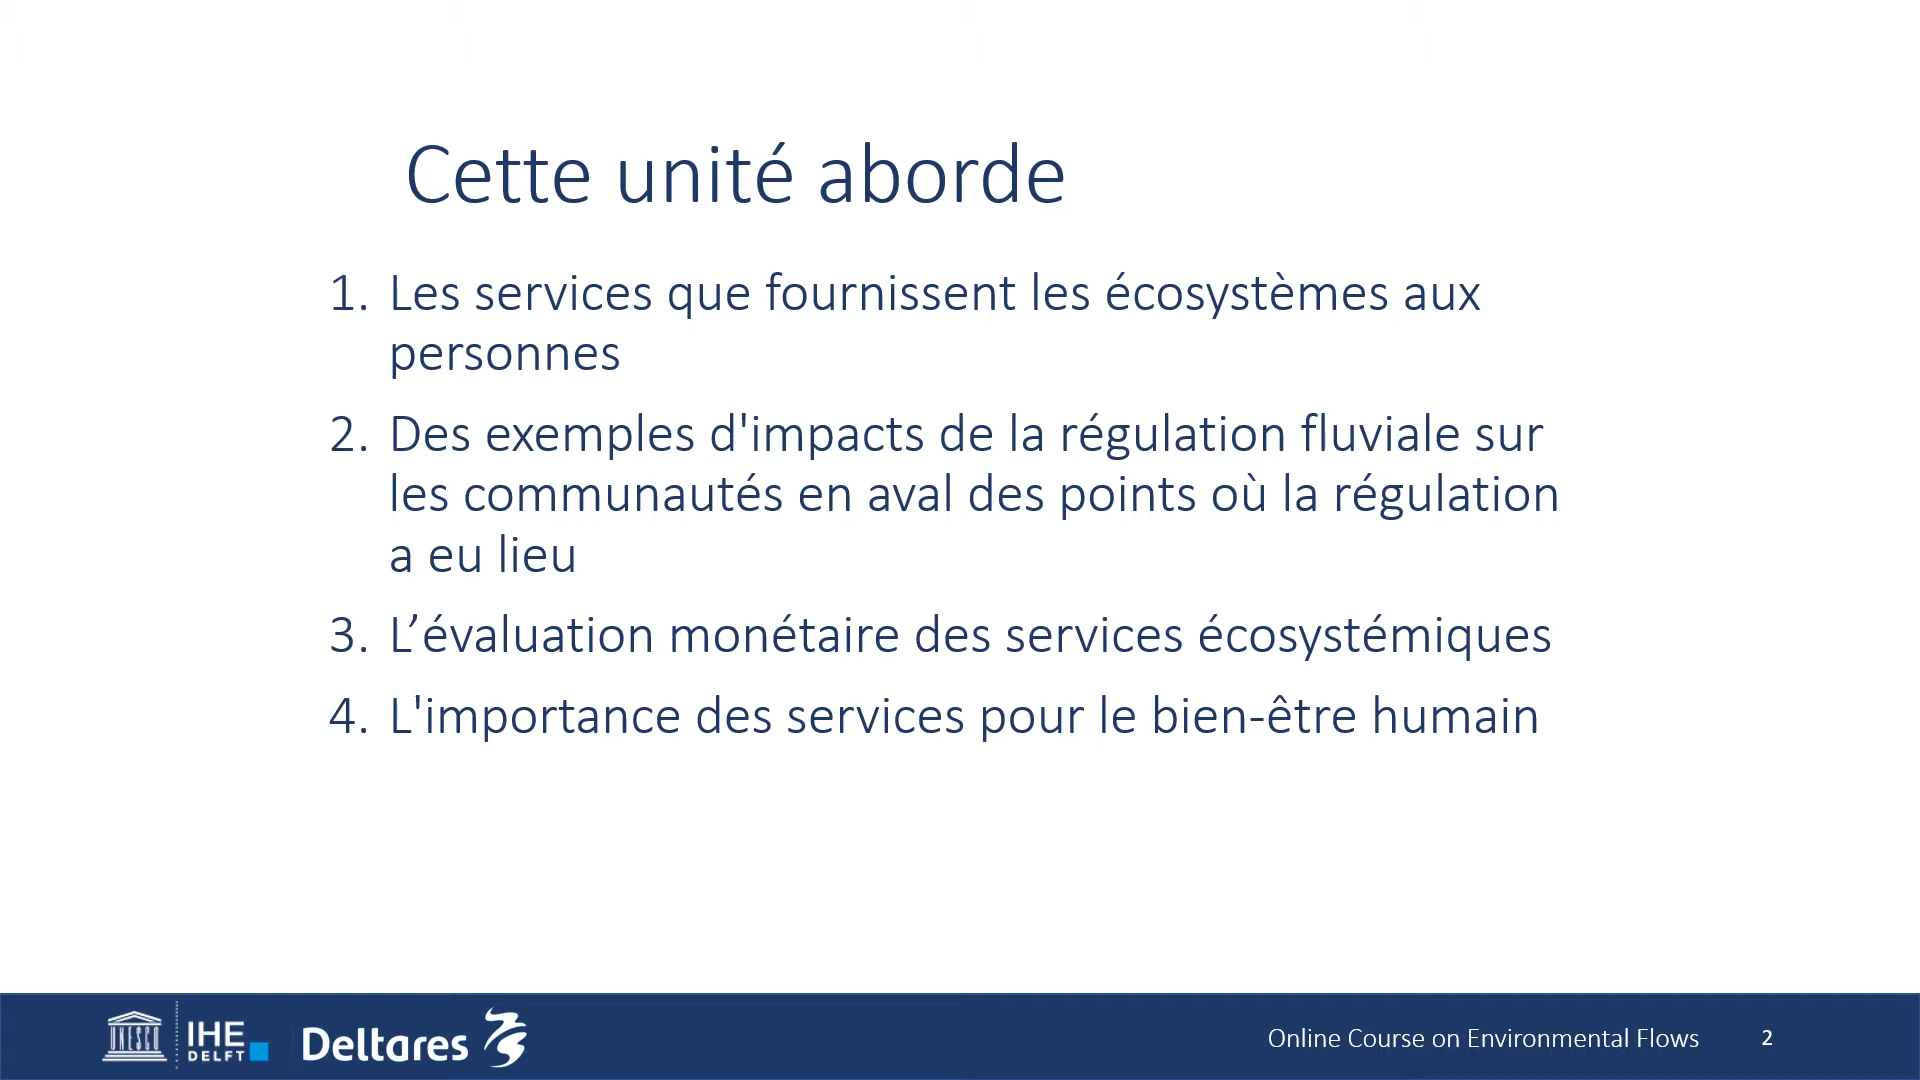 Cette unité aborde
1. Les services que fournissent les écosystèmes aux
personnes
2. Des exemples d'impacts de la régulation fluviale sur
les communautés en aval des points où la régulation
a eu lieu
3. L’évaluation monétaire des services écosystémiques
4. L'importance des services pour le bien-être humain
UNESCO
IHE
DELFT
Deltares
Online Course on Environmental Flows
2